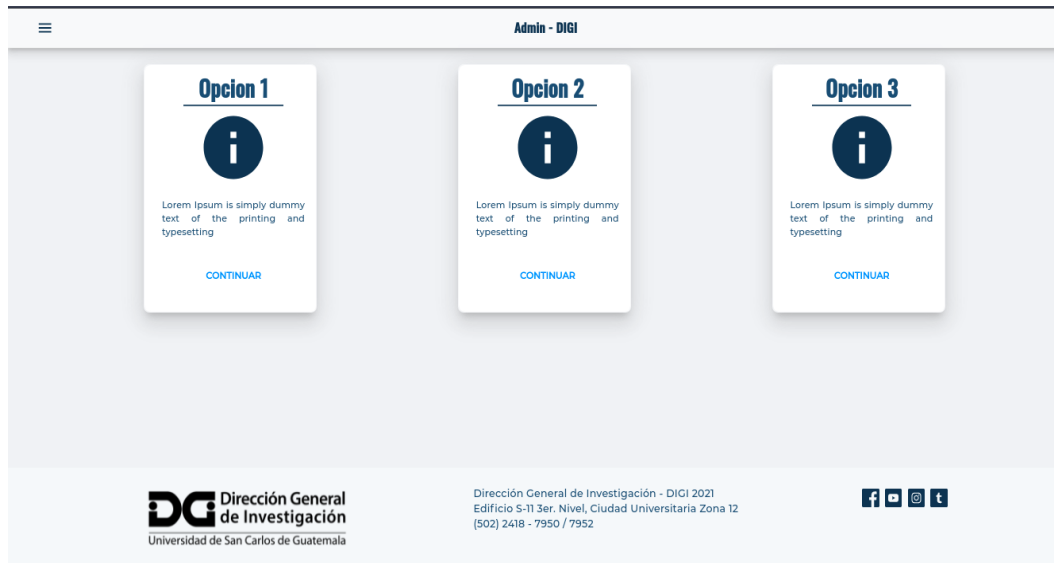 Admin - DIGI
Opcion 1
Lorem Ipsum is simply dummy
text of the printing and
typesetting
CONTINUAR
Opcion 2
Lorem Ipsum is simply dummy
text of the printing and
typesetting
CONTINUAR
Opcion 3
Lorem Ipsum is simply dummy
text of the printing and
typesetting
CONTINUAR
DIGI Dirección General
de Investigación
Universidad de San Carlos de Guatemala
Dirección General de Investigación - DIGI 2021
Edificio S-11 3er. Nivel, Ciudad Universitaria Zona 12
(502) 2418 - 7950 / 7952